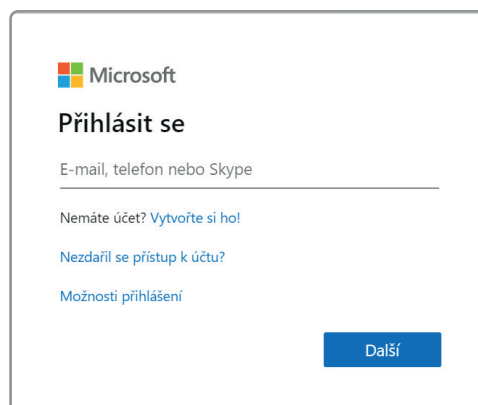 Microsoft
Přihlásit se
E-mail, telefon nebo Skype
Nemáte účet? Vytvořte si ho!
Nezdařil se přístup k účtu?
Možnosti přihlášení
Další